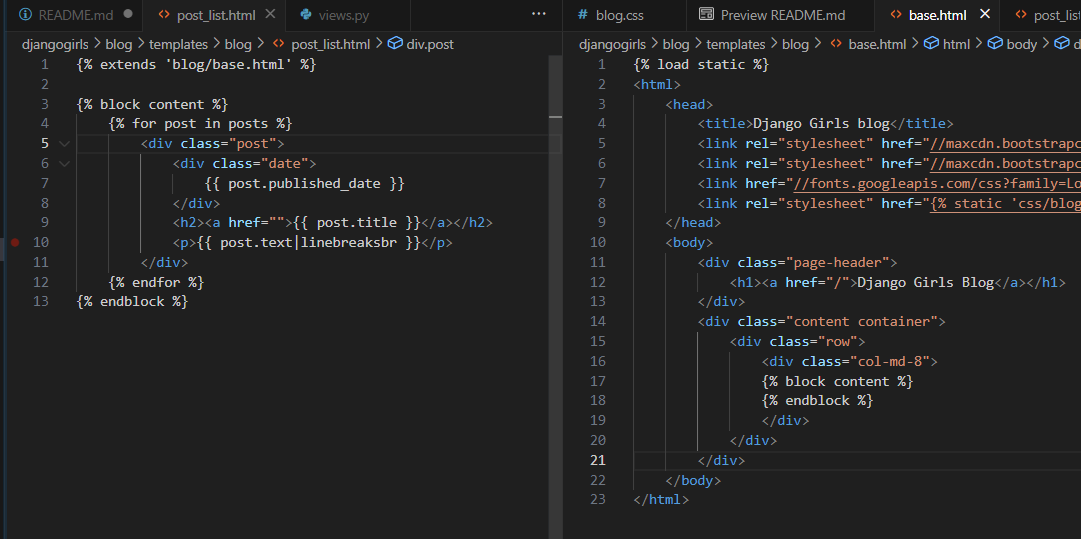 README.md
post_list.html
views.py
djangogirls > blog > templates > blog > post_list.html > div.post
1 {% extends 'blog/base.html' %}
2
3 {% block content %}
4 {% for post in posts %}
5 <div class="post">
6 <div class="date">
7 {{ post.published_date }}
8 </div>
9 <h2><a href="">{{ post.title }}</a></h2>
10 <p>{{ post.text|linebreaksbr }}</p>
11 </div>
12 {% endfor %}
13 {% endblock %}
# blog.css
Preview README.md
base.html
post_list
djangogirls > blog > templates > blog > base.html > html > body > d
1 {% load static %}
2 <html>
3 <head>
4 <title>Django Girls blog</title>
5 <link rel="stylesheet" href="//maxcdn.bootstrapc
6 <link rel="stylesheet" href="//maxcdn.bootstrapc
7 <link href="//fonts.googleapis.com/css?family=Lo
8 <link rel="stylesheet" href="{% static 'css/blog
9 </head>
10 <body>
11 <div class="page-header">
12 <h1><a href="/">Django Girls Blog</a></h1>
13 </div>
14 <div class="content container">
15 <div class="row">
16 <div class="col-md-8">
17 {% block content %}
18 {% endblock %}
19 </div>
20 </div>
21 </div>
22 </body>
23 </html>